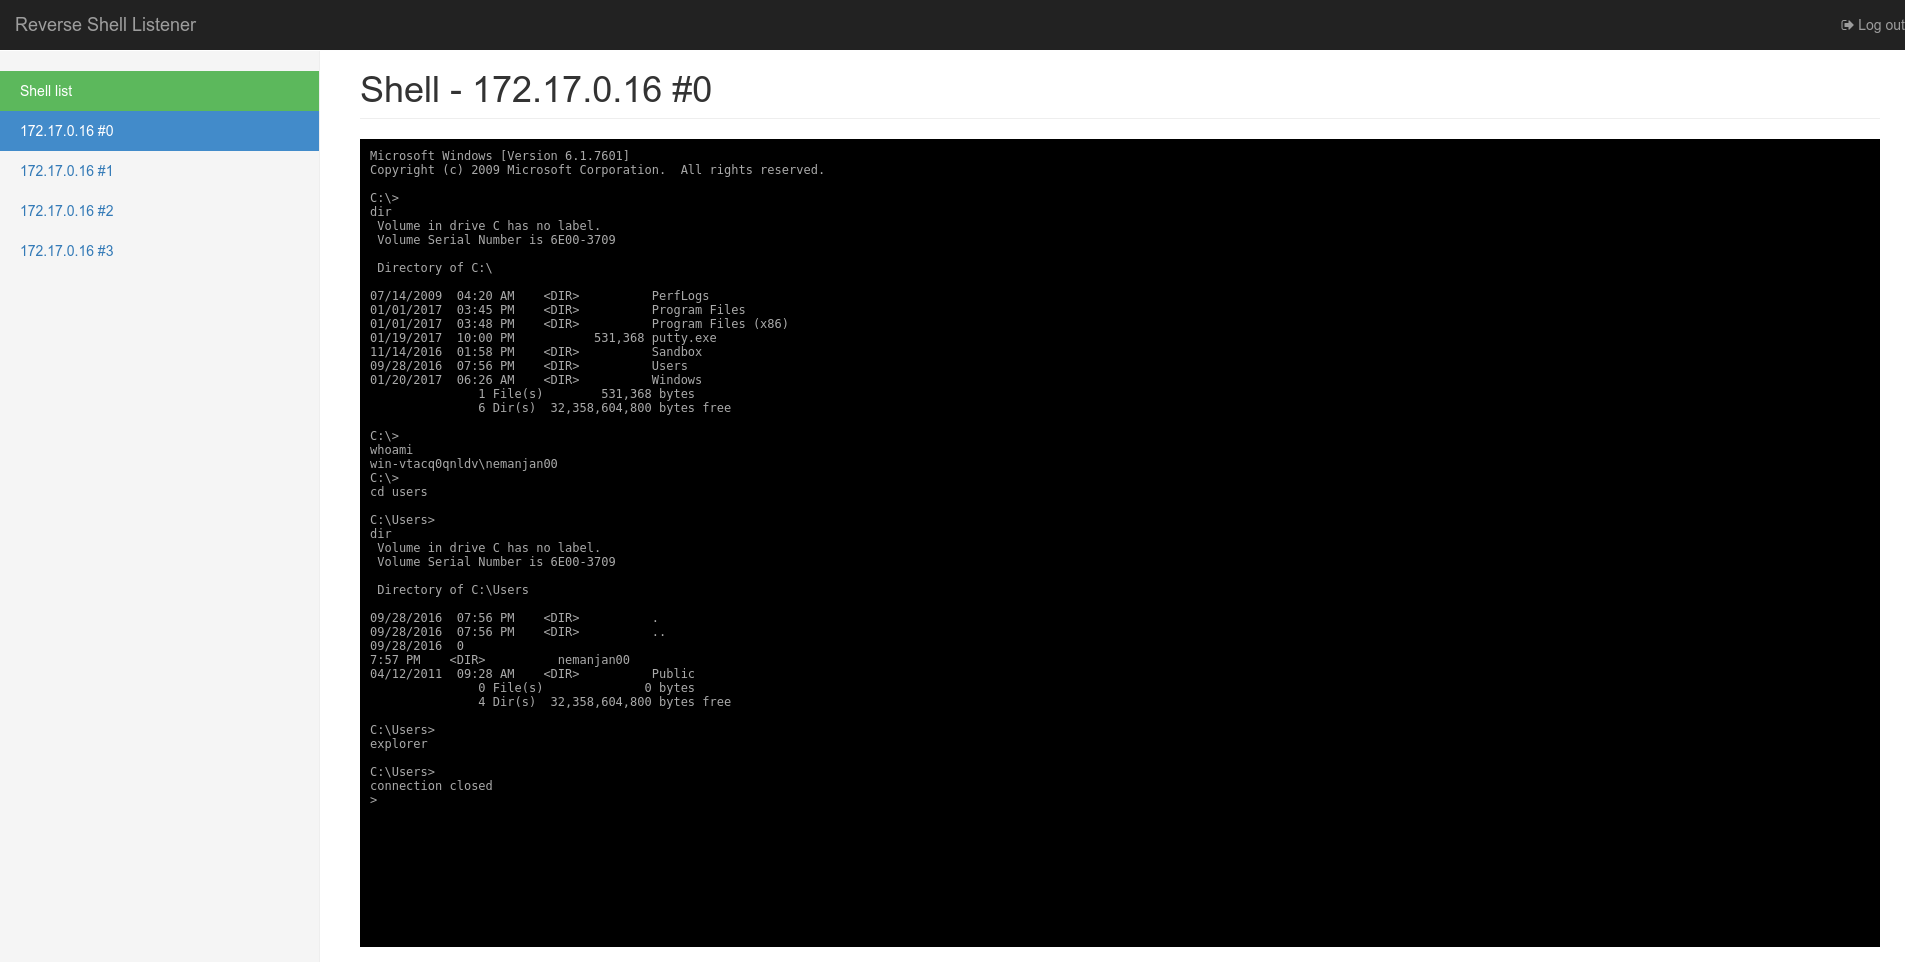 Reverse Shell Listener
Log out
Shell list
172.17.0.16 #0
172.17.0.16 #1
172.17.0.16 #2
172.17.0.16 #3
Shell - 172.17.0.16 #0
Microsoft Windows [Version 6.1.7601]
Copyright (c) 2009 Microsoft Corporation.  All rights reserved.
C:\>
dir
 Volume in drive C has no label.
 Volume Serial Number is 6E00-3709
 Directory of C:\
07/14/2009  04:20 AM    <DIR>          PerfLogs
01/01/2017  03:45 PM    <DIR>          Program Files
01/01/2017  03:48 PM    <DIR>          Program Files (x86)
01/19/2017  10:00 PM           531,368 putty.exe
11/14/2016  01:58 PM    <DIR>          Sandbox
09/28/2016  07:56 PM    <DIR>          Users
01/20/2017  06:26 AM    <DIR>          Windows
               1 File(s)        531,368 bytes
               6 Dir(s)  32,358,604,800 bytes free
C:\>
whoami
win-vtacq0qnldv\nemanjan00
C:\>
cd users
C:\Users>
dir
 Volume in drive C has no label.
 Volume Serial Number is 6E00-3709
 Directory of C:\Users
09/28/2016  07:56 PM    <DIR>          .
09/28/2016  07:56 PM    <DIR>          ..
09/28/2016  0
7:57 PM    <DIR>          nemanjan00
04/12/2011  09:28 AM    <DIR>          Public
               0 File(s)              0 bytes
               4 Dir(s)  32,358,604,800 bytes free
C:\Users>
explorer
C:\Users>
connection closed
>